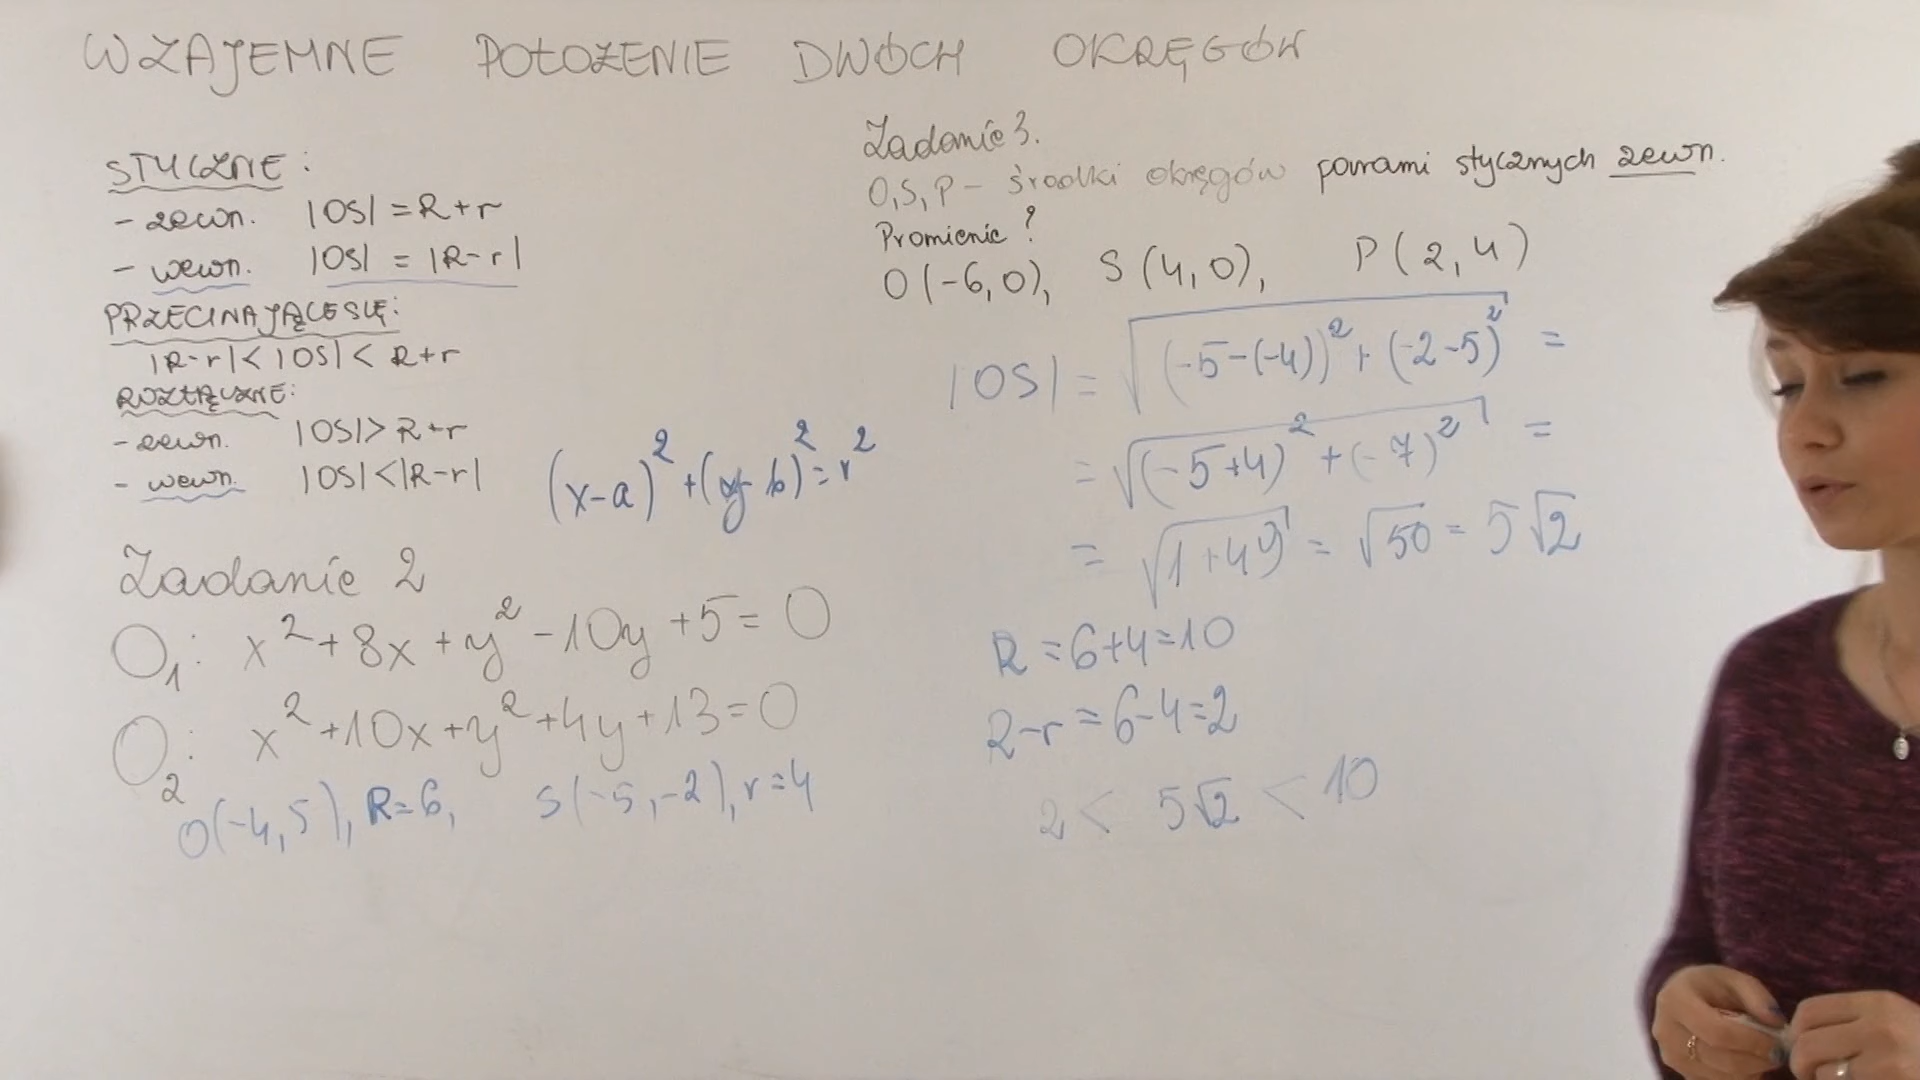 WZAJEMNE POŁOŻENIE DWÓCH OKRĘGÓW
STYCZNE:
- zewn. |OS| = R+r
- wewn. |OS| = |R-r|
PRZECINAJĄCE SIĘ:
|R-r| < |OS| < R+r
ROZŁĄCZNE:
- zewn. |OS| > R+r
- wewn. |OS| < |R-r|
(x-a)² + (y-b)² = r²
Zadanie 2
O₁: x² + 8x + y² - 10y + 5 = 0
O₂: x² + 10x + y² + 4y + 13 = 0
O(-4,5), R=6, S(-5,-2), r=4
Zadanie 3.
O,S,P - środki okręgów parami stycznych zewn.
Promienie?
O(-6,0), S(4,0), P(2,4)
|OS| = √((-5-(-4))² + (-2-5)²) =
= √((-5+4)² + (-7)²) =
= √(1+49) = √50 = 5√2
R = 6+4=10
R-r = 6-4=2
2 < 5√2 < 10